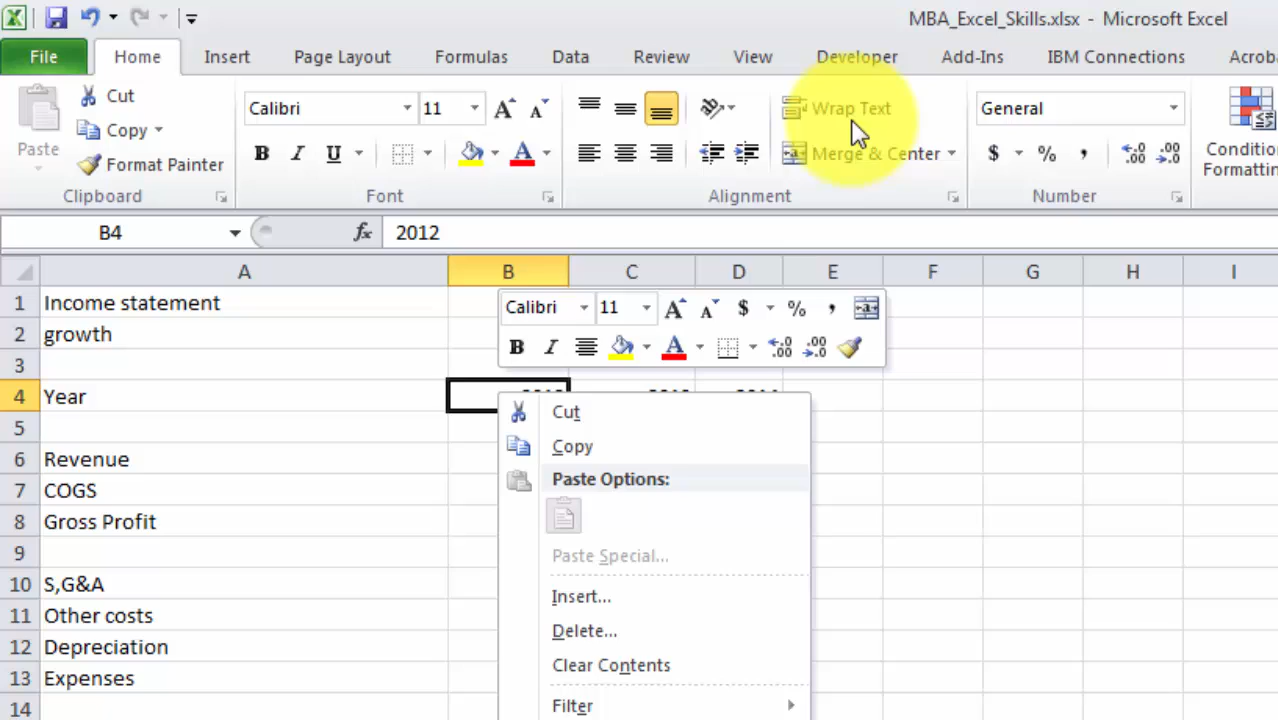 MBA_Excel_Skills.xlsx - Microsoft Excel
File Home Insert Page Layout Formulas Data Review View Developer Add-Ins IBM Connections
Cut
Copy
Format Painter
Paste
Clipboard
Calibri 11
B I U A
Font
Wrap Text
Merge & Center
Alignment
General
$ % , .00
Number
Formatting
B4 fx 2012
A B C D E F G H I
1 Income statement
2 growth
3
4 Year
5
6 Revenue
7 COGS
8 Gross Profit
9
10 S,G&A
11 Other costs
12 Depreciation
13 Expenses
14
Calibri 11 A A $ % ,
B I A
Cut
Copy
Paste Options:
Paste Special...
Insert...
Delete...
Clear Contents
Filter